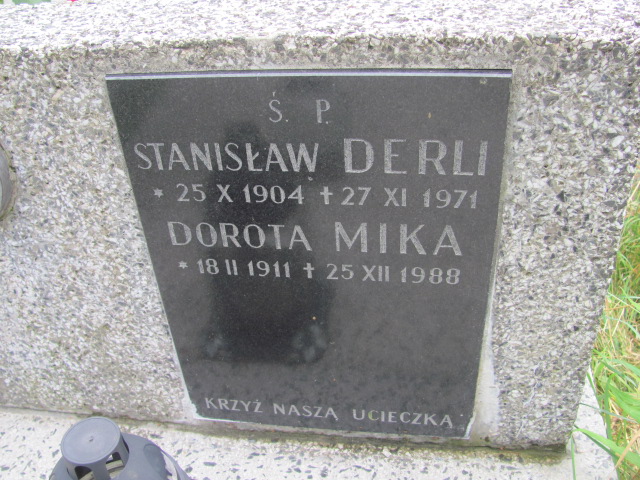 Ś. P.
STANISŁAW DERLI
* 25 X 1904 + 27 XI 1971
DOROTA MIKA
* 18 II 1911 + 25 XII 1988
KRZYŻ NASZĄ UCIECZKĄ